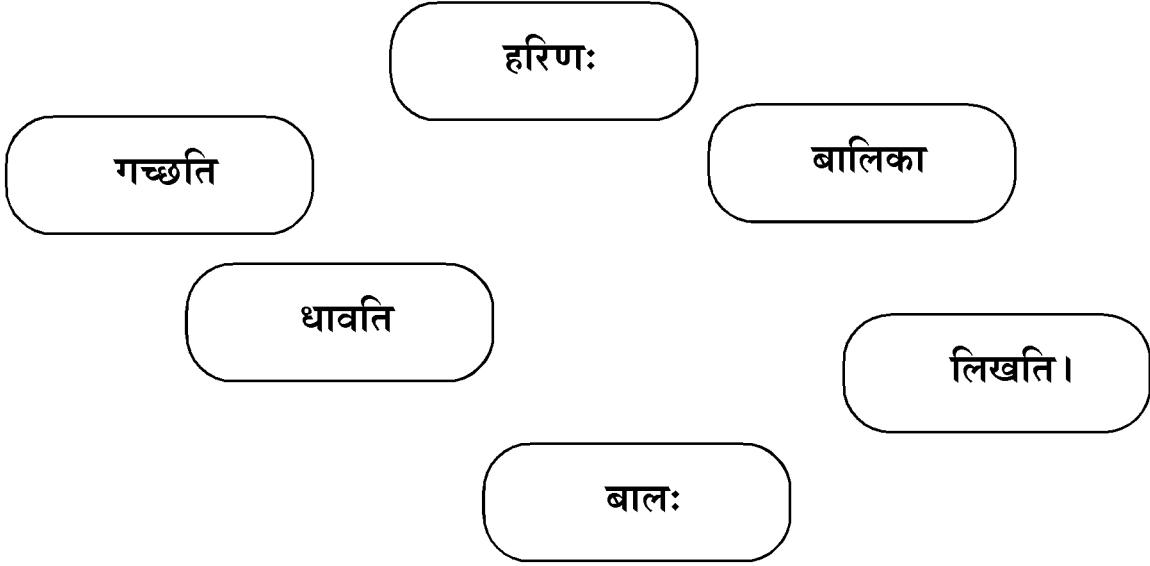 हरिणः
गच्छति
बालिका
धावति
लिखति।
बालः